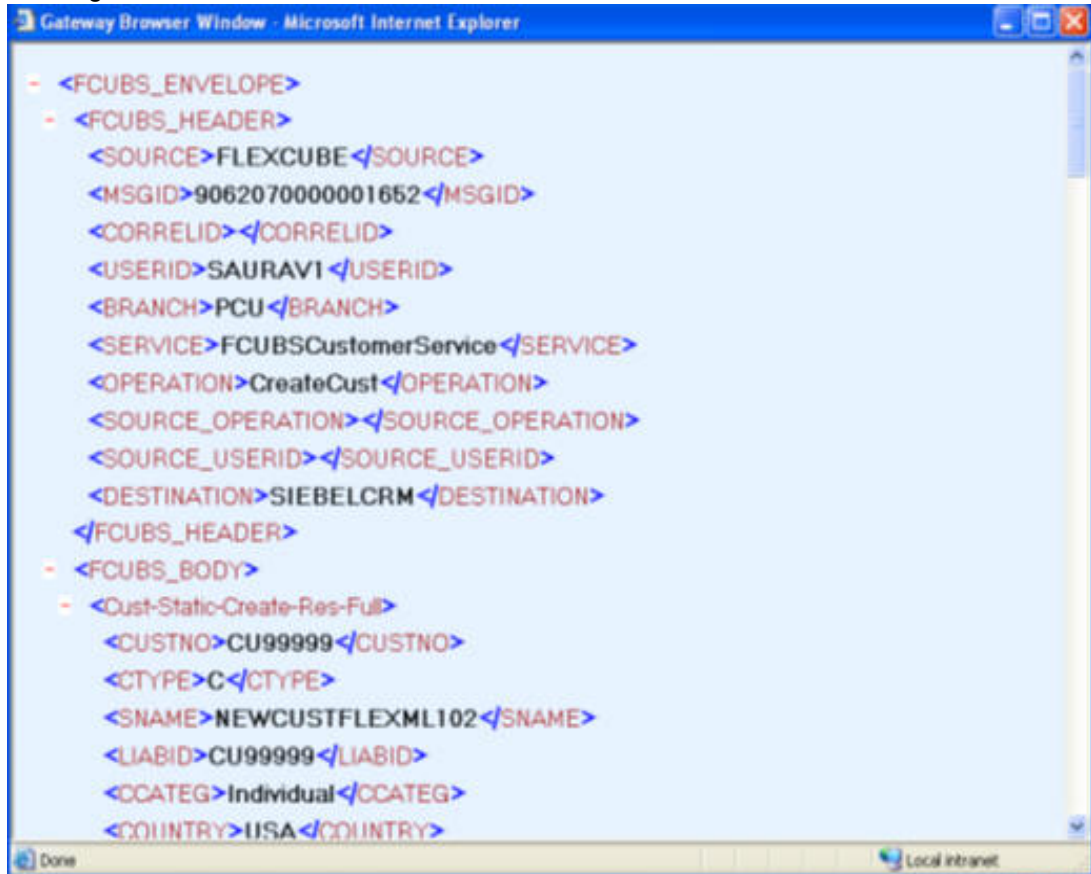 Gateway Browser Window - Microsoft Internet Explorer
- <FCUBS_ENVELOPE>
- <FCUBS_HEADER>
<SOURCE>FLEXCUBE</SOURCE>
<MSGID>9062070000001652</MSGID>
<CORRELID></CORRELID>
<USERID>SAURAV1</USERID>
<BRANCH>PCU</BRANCH>
<SERVICE>FCUBSCustomerService</SERVICE>
<OPERATION>CreateCust</OPERATION>
<SOURCE_OPERATION></SOURCE_OPERATION>
<SOURCE_USERID></SOURCE_USERID>
<DESTINATION>SIEBELCRM</DESTINATION>
</FCUBS_HEADER>
- <FCUBS_BODY>
- <Cust-Static-Create-Res-Full>
<CUSTNO>CU99999</CUSTNO>
<CTYPE>C</CTYPE>
<SNAME>NEWCUSTFLEXML102</SNAME>
<LIABID>CU99999</LIABID>
<CCATEG>Individual</CCATEG>
<COUNTRY>USA</COUNTRY>
Done Local intranet